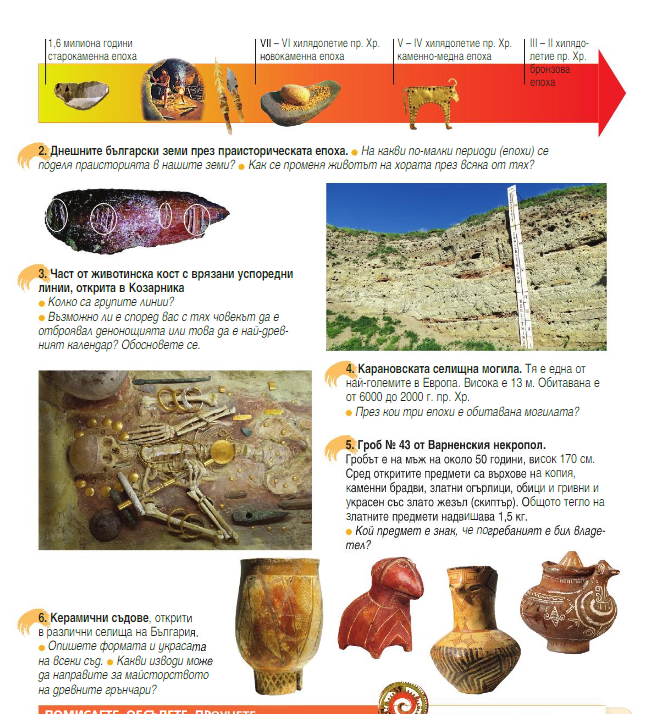 1,6 милиона години
старокаменна епоха
VII – VI хилядолетие пр. Хр.
новокаменна епоха
V – IV хилядолетие пр. Хр.
каменно-медна епоха
III – II хилядо-
летие пр. Хр.
бронзова
епоха
2. Днешните български земи през праисторическата епоха. ● На какви по-малки периоди (епохи) се
поделя праисторията в нашите земи? ● Как се променя животът на хората през всяка от тях?
3. Част от животинска кост с врязани успоредни
линии, открита в Козарника
● Колко са групите линии?
● Възможно ли е според вас с тях човекът да е
отброявал денонощията или това да е най-древ-
ният календар? Обосновете се.
4. Карановската селищна могила. Тя е една от
най-големите в Европа. Висока е 13 м. Обитавана е
от 6000 до 2000 г. пр. Хр.
● През кои три епохи е обитавана могилата?
5. Гроб № 43 от Варненския некропол.
Гробът е на мъж на около 50 години, висок 170 см.
Сред откритите предмети са върхове на копия,
каменни брадви, златни огърлици, обици и гривни и
украсен със злато жезъл (скиптър). Общото тегло на
златните предмети надвишава 1,5 кг.
● Кой предмет е знак, че погребаният е бил владе-
тел?
6. Керамични съдове, открити
в различни селища на България.
● Опишете формата и украсата
на всеки съд. ● Какви изводи може
да направите за майсторството
на древните грънчари?
ПОМИСЛЕТЕ, ОБСЪДЕТЕ, ПРОУЧЕТЕ